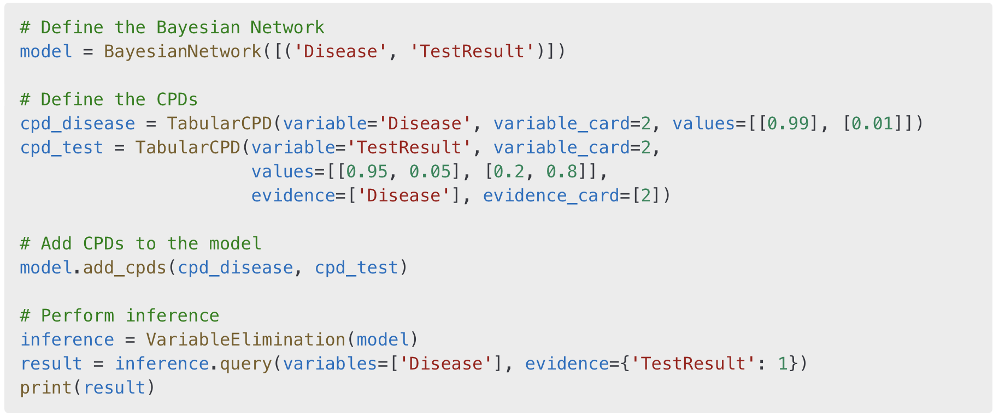 # Define the Bayesian Network
model = BayesianNetwork([('Disease', 'TestResult')])

# Define the CPDs
cpd_disease = TabularCPD(variable='Disease', variable_card=2, values=[[0.99], [0.01]])
cpd_test = TabularCPD(variable='TestResult', variable_card=2,
                      values=[[0.95, 0.05], [0.2, 0.8]],
                      evidence=['Disease'], evidence_card=[2])

# Add CPDs to the model
model.add_cpds(cpd_disease, cpd_test)

# Perform inference
inference = VariableElimination(model)
result = inference.query(variables=['Disease'], evidence={'TestResult': 1})
print(result)